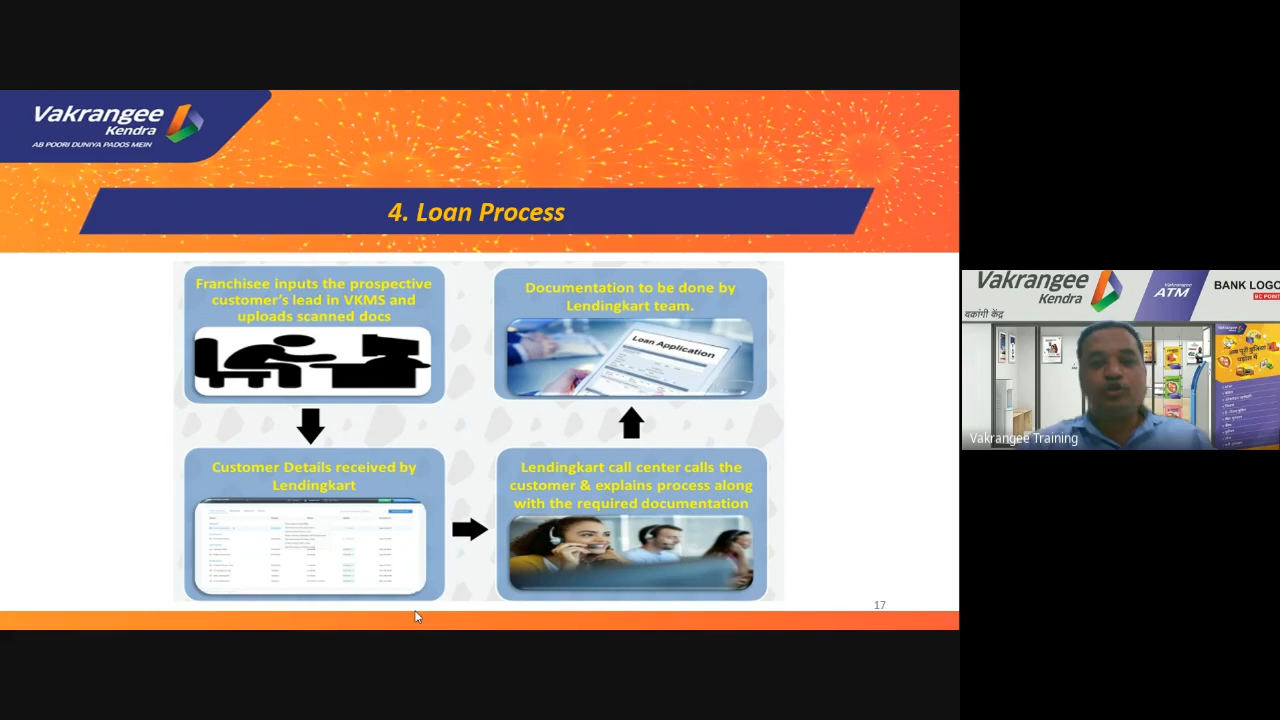 Vakrangee
Kendra
AB POORI DUNIYA PADOS MEIN
4. Loan Process
Franchisee inputs the prospective
customer's lead in VKMS and
uploads scanned docs
Documentation to be done by
Lendingkart team.
Loan Application
Customer Details received by
Lendingkart
Lendingkart call center calls the
customer & explains process along
with the required documentation
17
Vakrangee
Kendra
वकांगी केंद्र
Vakrangee
ATM
BANK LOGO
BC POINT
Vakrangee Training